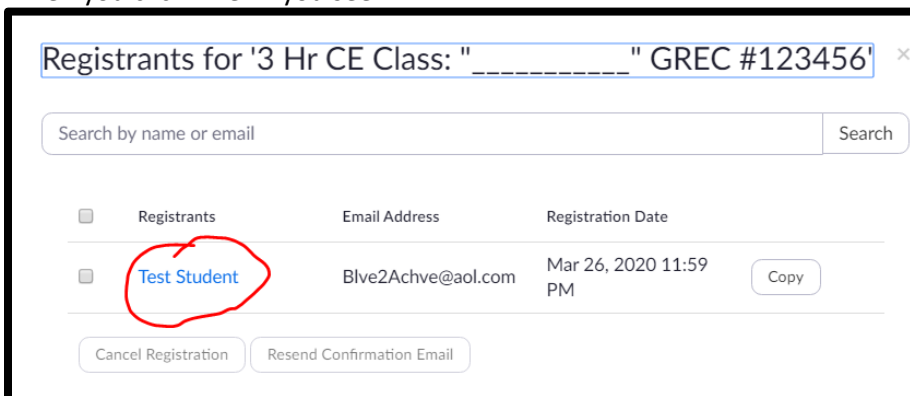 Registrants for '3 Hr CE Class: "___________" GREC #123456' ×
Search by name or email Search
Registrants Email Address Registration Date
Test Student Blve2Achve@aol.com Mar 26, 2020 11:59 PM Copy
Cancel Registration Resend Confirmation Email